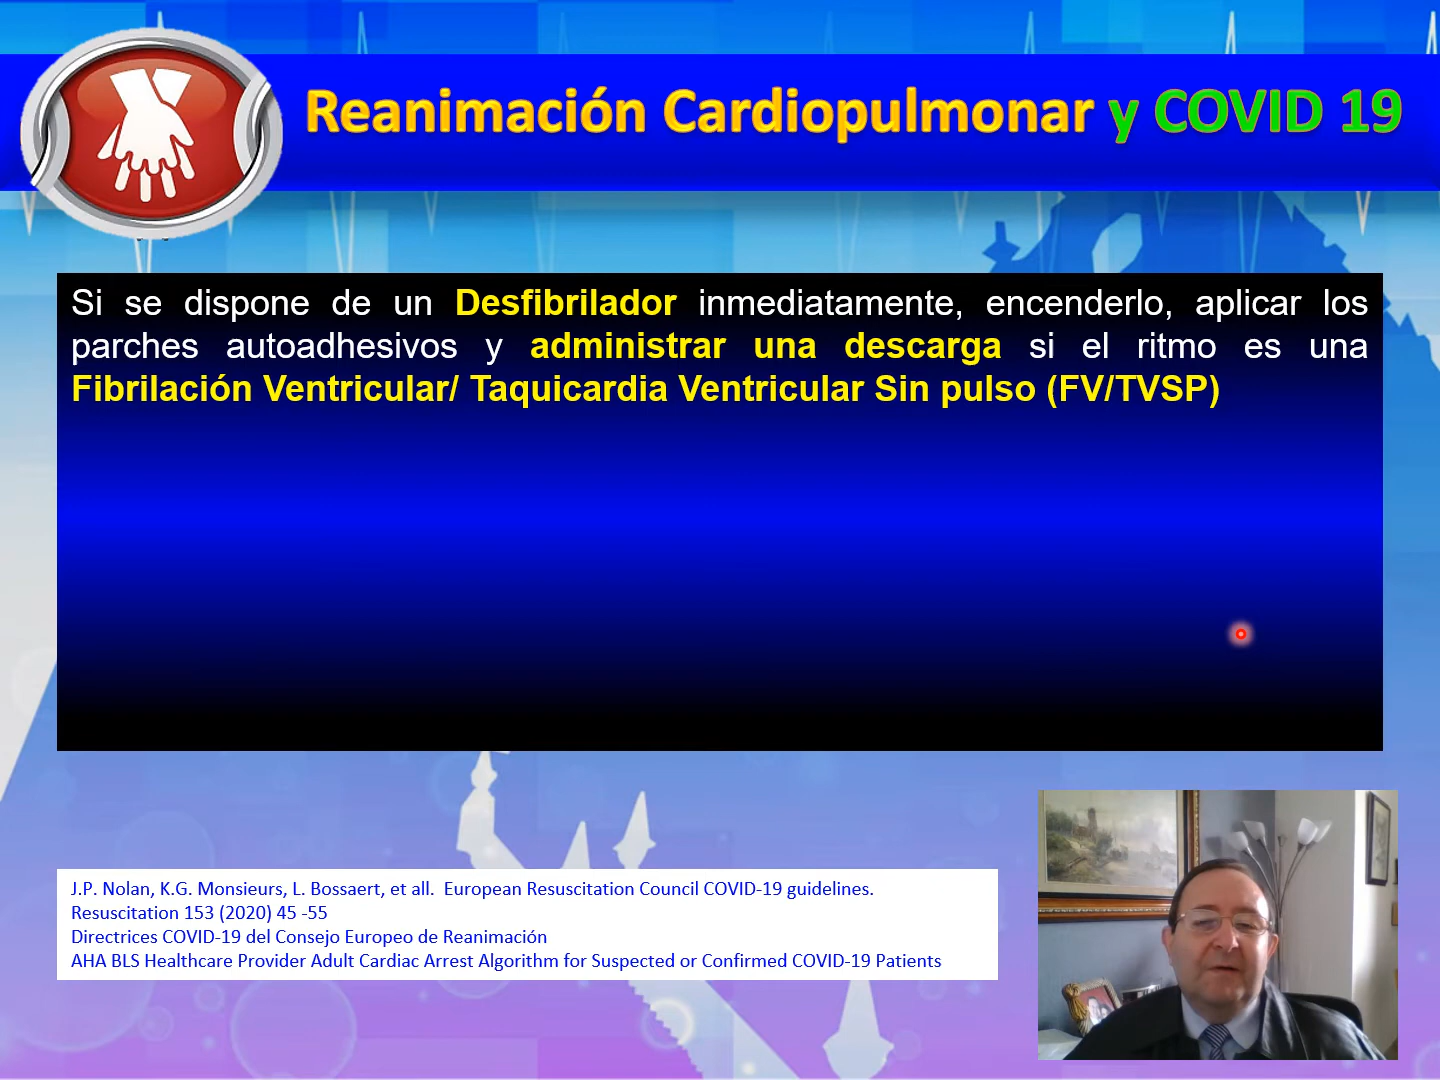 Reanimación Cardiopulmonar y COVID 19
Si se dispone de un Desfibrilador inmediatamente, encenderlo, aplicar los
parches autoadhesivos y administrar una descarga si el ritmo es una
Fibrilación Ventricular/ Taquicardia Ventricular Sin pulso (FV/TVSP)
J.P. Nolan, K.G. Monsieurs, L. Bossaert, et all. European Resuscitation Council COVID-19 guidelines.
Resuscitation 153 (2020) 45 -55
Directrices COVID-19 del Consejo Europeo de Reanimación
AHA BLS Healthcare Provider Adult Cardiac Arrest Algorithm for Suspected or Confirmed COVID-19 Patients